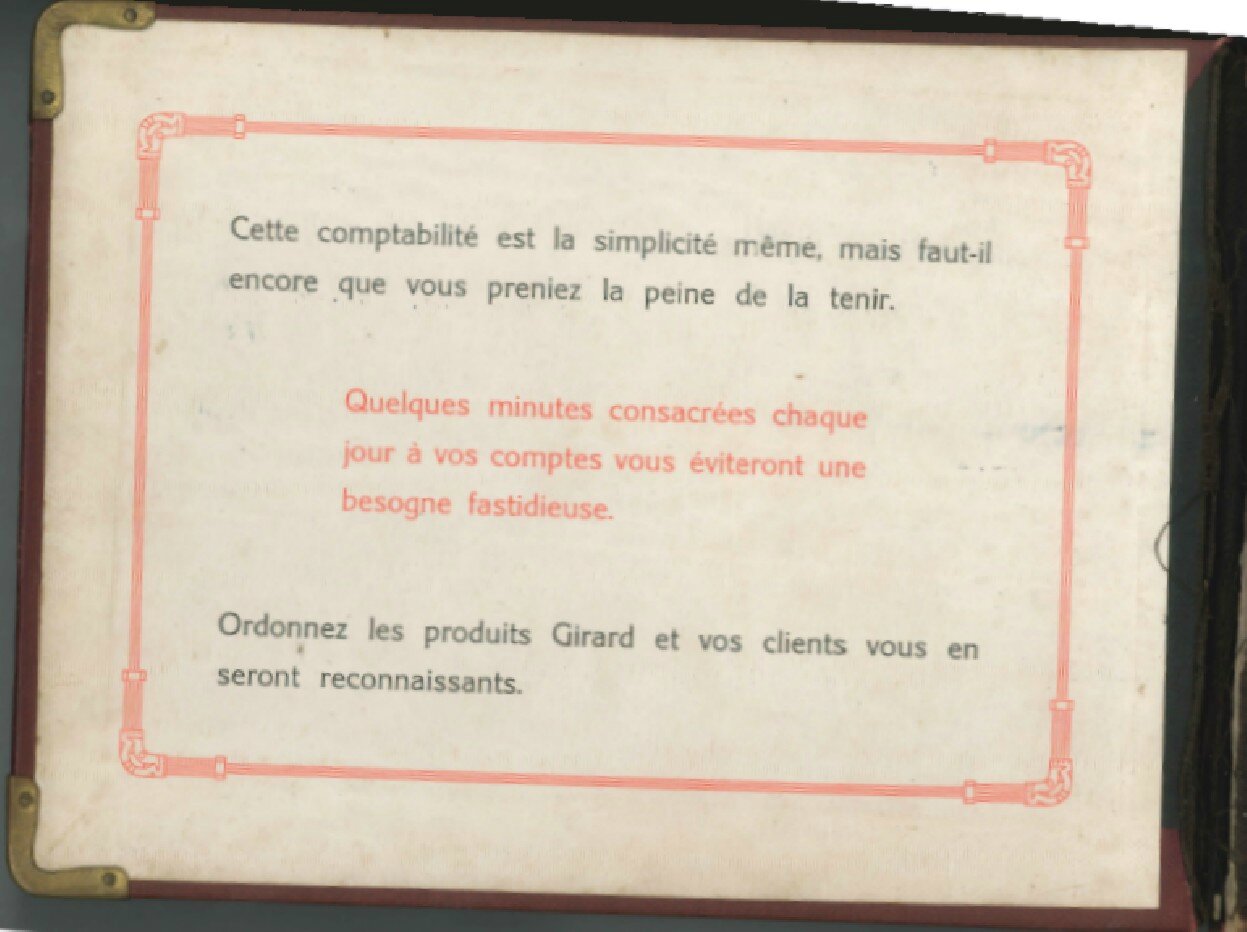 Cette comptabilité est la simplicité même, mais faut-il
encore que vous preniez la peine de la tenir.
Quelques minutes consacrées chaque
jour à vos comptes vous éviteront une
besogne fastidieuse.
Ordonnez les produits Girard et vos clients vous en
seront reconnaissants.